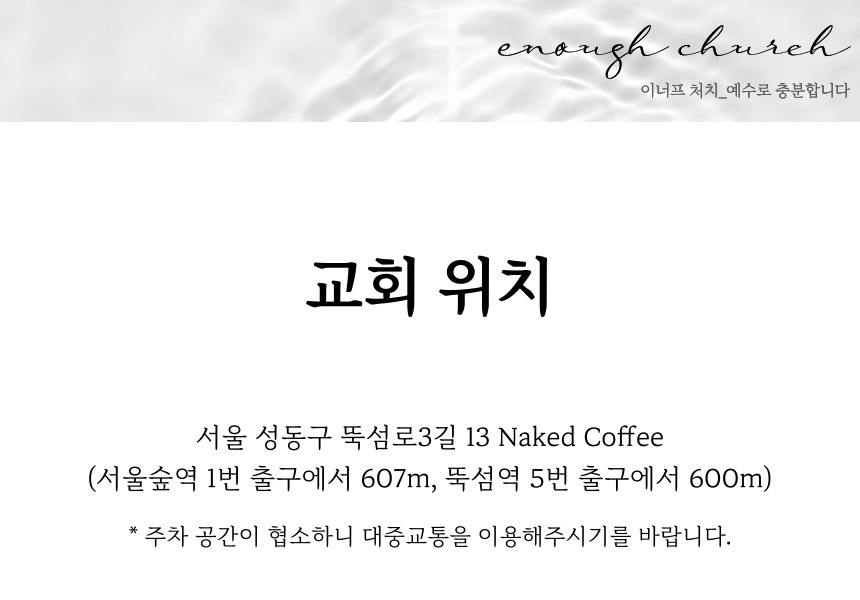 enough church
이너프 처치_예수로 충분합니다
교회 위치
서울 성동구 뚝섬로3길 13 Naked Coffee
(서울숲역 1번 출구에서 607m, 뚝섬역 5번 출구에서 600m)
* 주차 공간이 협소하니 대중교통을 이용해주시기를 바랍니다.